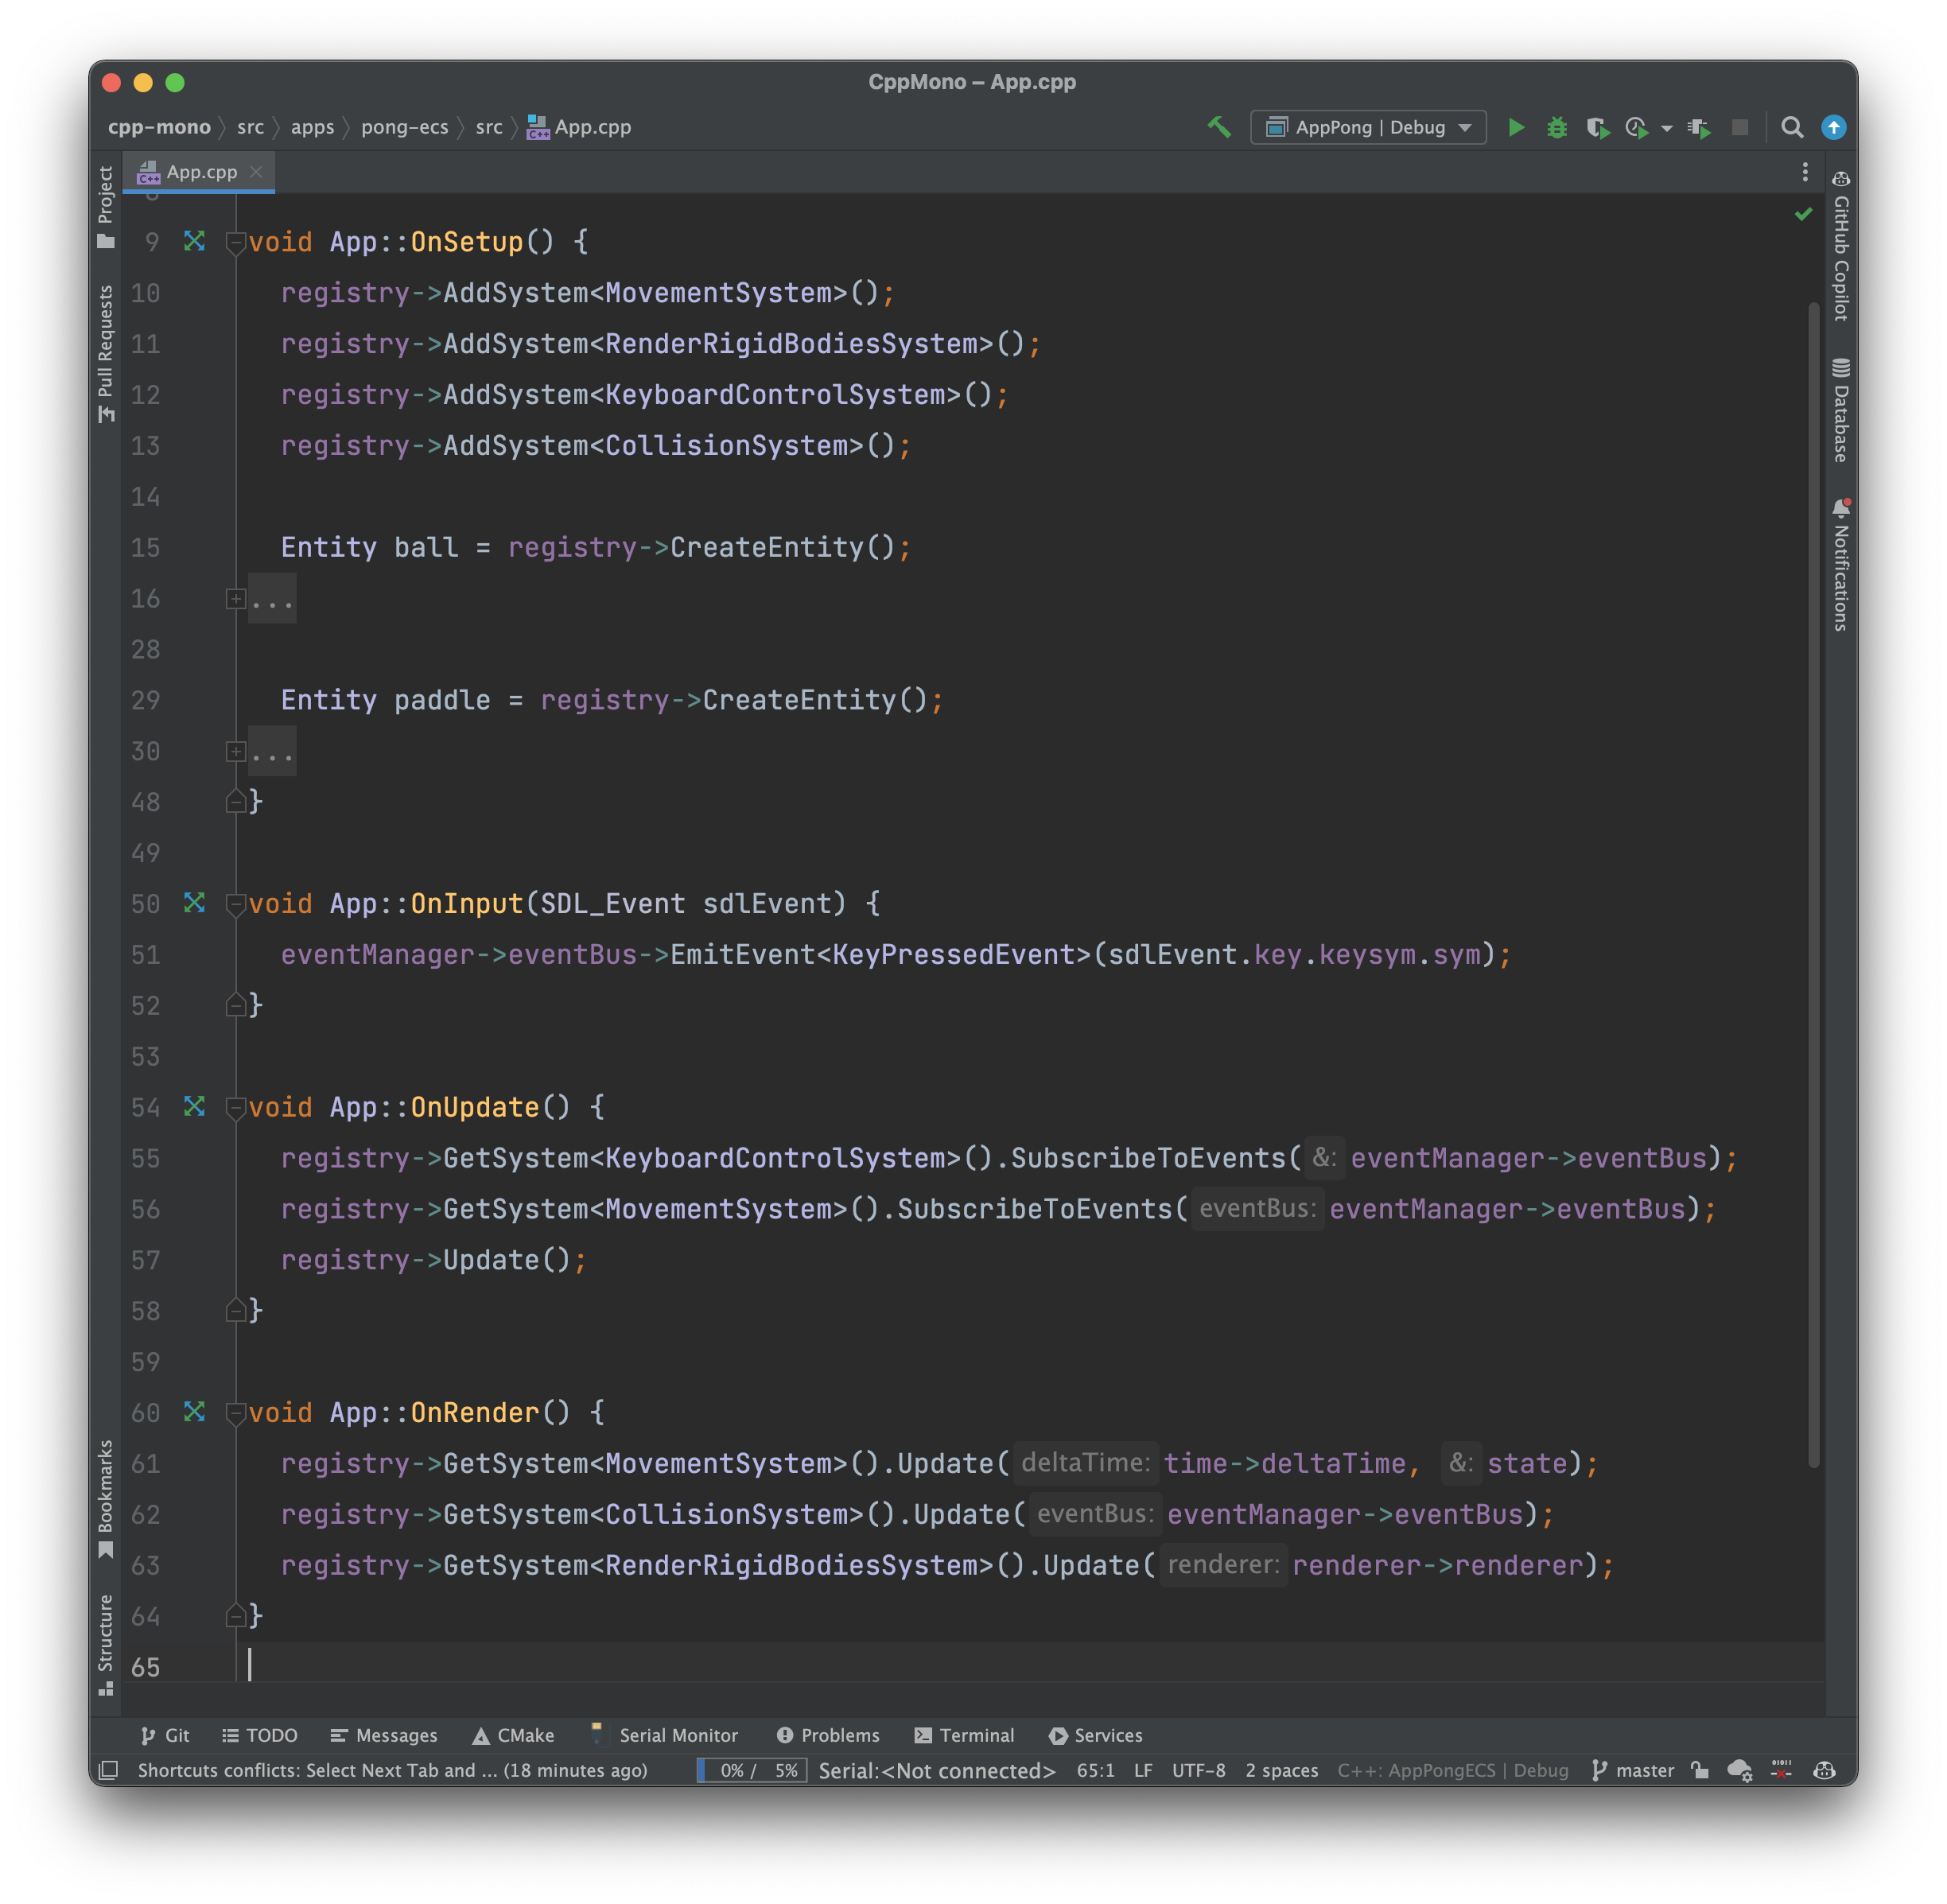 CppMono – App.cpp
cpp-mono 〉 src 〉 apps 〉 pong-ecs 〉 src 〉 App.cpp
AppPong | Debug
App.cpp
Project
Pull Requests
Bookmarks
Structure
GitHub Copilot
Database
Notifications
8
9 void App::OnSetup() {
10 registry->AddSystem<MovementSystem>();
11 registry->AddSystem<RenderRigidBodiesSystem>();
12 registry->AddSystem<KeyboardControlSystem>();
13 registry->AddSystem<CollisionSystem>();
14
15 Entity ball = registry->CreateEntity();
16 ...
28
29 Entity paddle = registry->CreateEntity();
30 ...
48 }
49
50 void App::OnInput(SDL_Event sdlEvent) {
51 eventManager->eventBus->EmitEvent<KeyPressedEvent>(sdlEvent.key.keysym.sym);
52 }
53
54 void App::OnUpdate() {
55 registry->GetSystem<KeyboardControlSystem>().SubscribeToEvents( &: eventManager->eventBus);
56 registry->GetSystem<MovementSystem>().SubscribeToEvents( eventBus: eventManager->eventBus);
57 registry->Update();
58 }
59
60 void App::OnRender() {
61 registry->GetSystem<MovementSystem>().Update( deltaTime: time->deltaTime, &: state);
62 registry->GetSystem<CollisionSystem>().Update( eventBus: eventManager->eventBus);
63 registry->GetSystem<RenderRigidBodiesSystem>().Update( renderer: renderer->renderer);
64 }
65
Git TODO Messages CMake Serial Monitor Problems Terminal Services
Shortcuts conflicts: Select Next Tab and ... (18 minutes ago) 0% / 5% Serial:<Not connected> 65:1 LF UTF-8 2 spaces C++: AppPongECS | Debug master